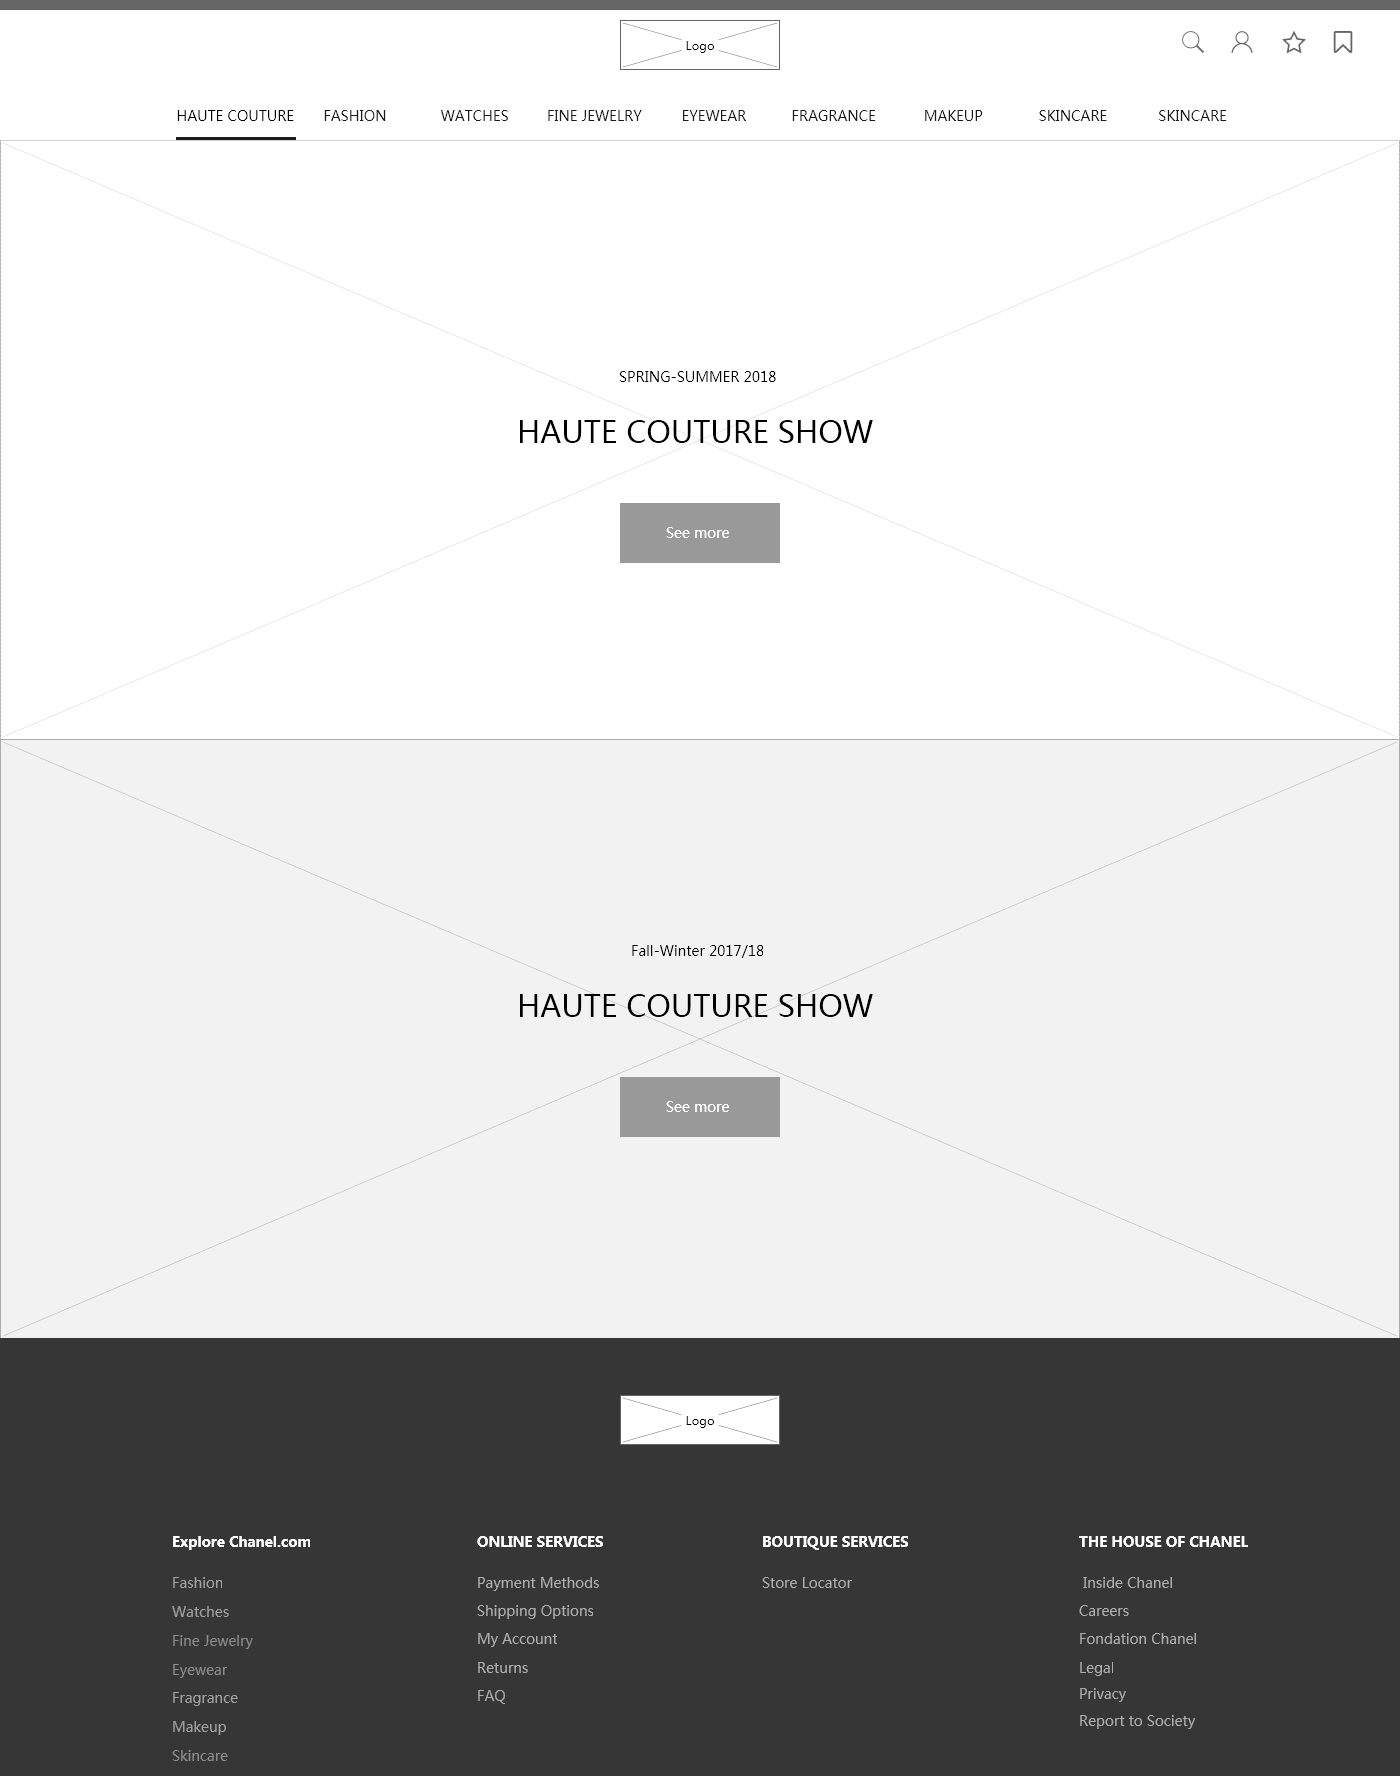 Logo
HAUTE COUTURE FASHION WATCHES FINE JEWELRY EYEWEAR FRAGRANCE MAKEUP SKINCARE SKINCARE
SPRING-SUMMER 2018
HAUTE COUTURE SHOW
See more
Fall-Winter 2017/18
HAUTE COUTURE SHOW
See more
Logo
Explore Chanel.com
Fashion
Watches
Fine Jewelry
Eyewear
Fragrance
Makeup
Skincare
ONLINE SERVICES
Payment Methods
Shipping Options
My Account
Returns
FAQ
BOUTIQUE SERVICES
Store Locator
THE HOUSE OF CHANEL
Inside Chanel
Careers
Fondation Chanel
Legal
Privacy
Report to Society